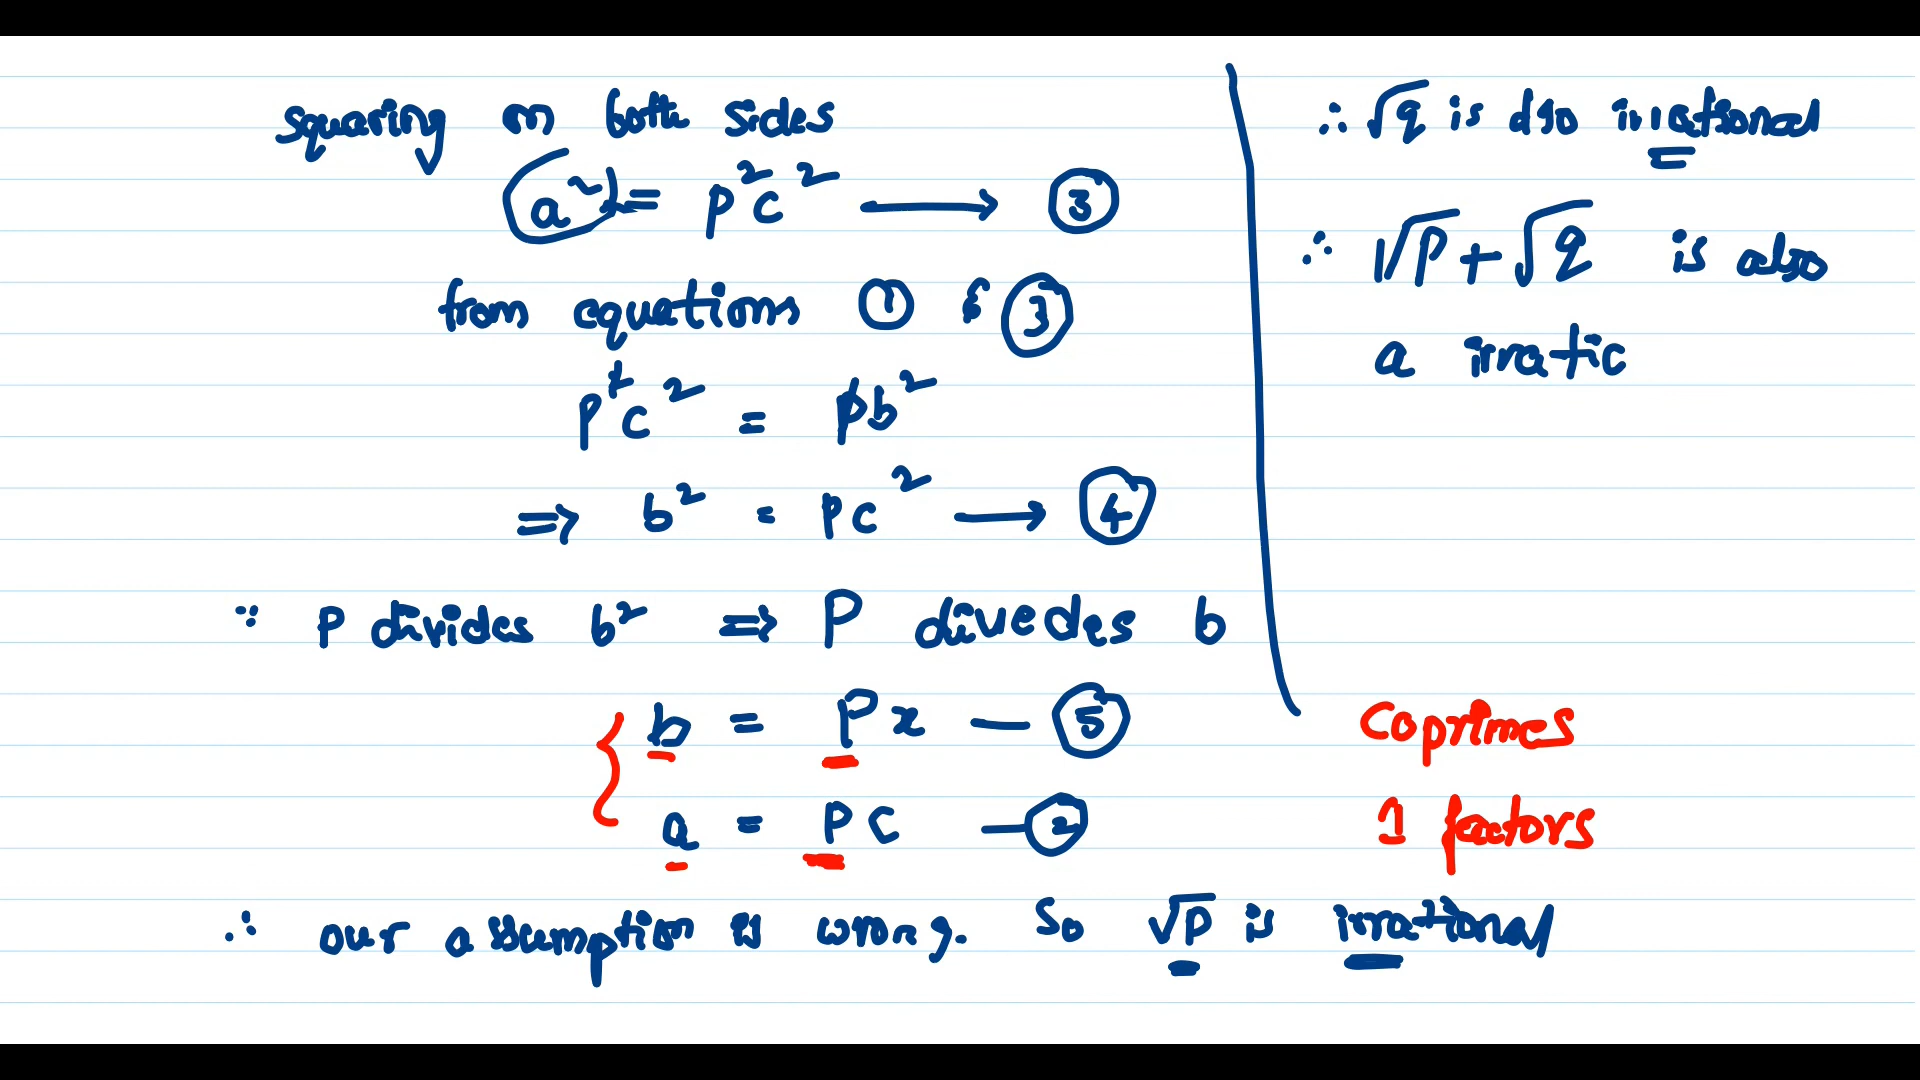 squaring on both sides
a² = p²c² → ③
from equations ① & ③
p²c² = pb²
⇒ b² = pc² → ④
∵ p divides b² ⇒ P divedes b
b = Px — ⑤
a = PC — ②
∴ our assumption is wrong. So √p is irrational
∴ √q is also irrational
∴ √p + √q is also
a irratic
Coprimes
1 factors